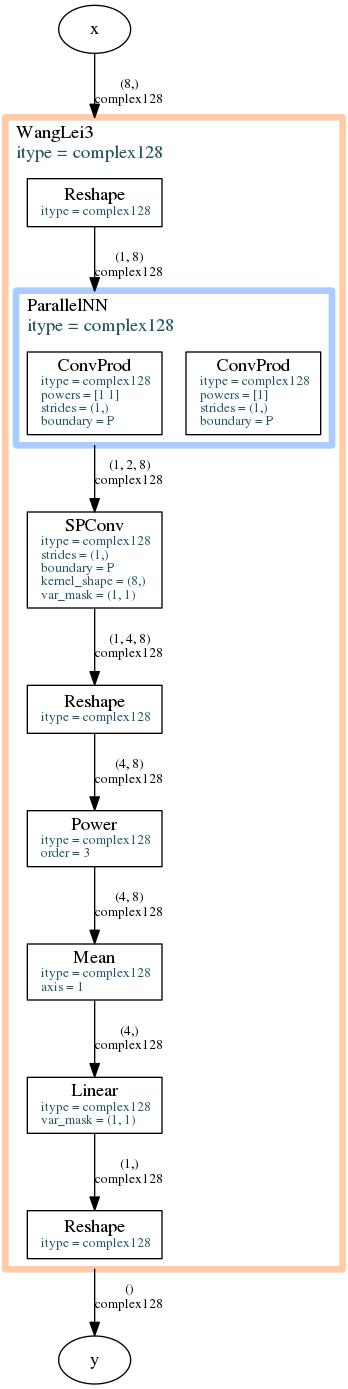 x
(8,)
complex128
WangLei3
itype = complex128
Reshape
itype = complex128
(1, 8)
complex128
ParallelNN
itype = complex128
ConvProd
itype = complex128
powers = [1 1]
strides = (1,)
boundary = P
ConvProd
itype = complex128
powers = [1]
strides = (1,)
boundary = P
(1, 2, 8)
complex128
SPConv
itype = complex128
strides = (1,)
boundary = P
kernel_shape = (8,)
var_mask = (1, 1)
(1, 4, 8)
complex128
Reshape
itype = complex128
(4, 8)
complex128
Power
itype = complex128
order = 3
(4, 8)
complex128
Mean
itype = complex128
axis = 1
(4,)
complex128
Linear
itype = complex128
var_mask = (1, 1)
(1,)
complex128
Reshape
itype = complex128
()
complex128
y